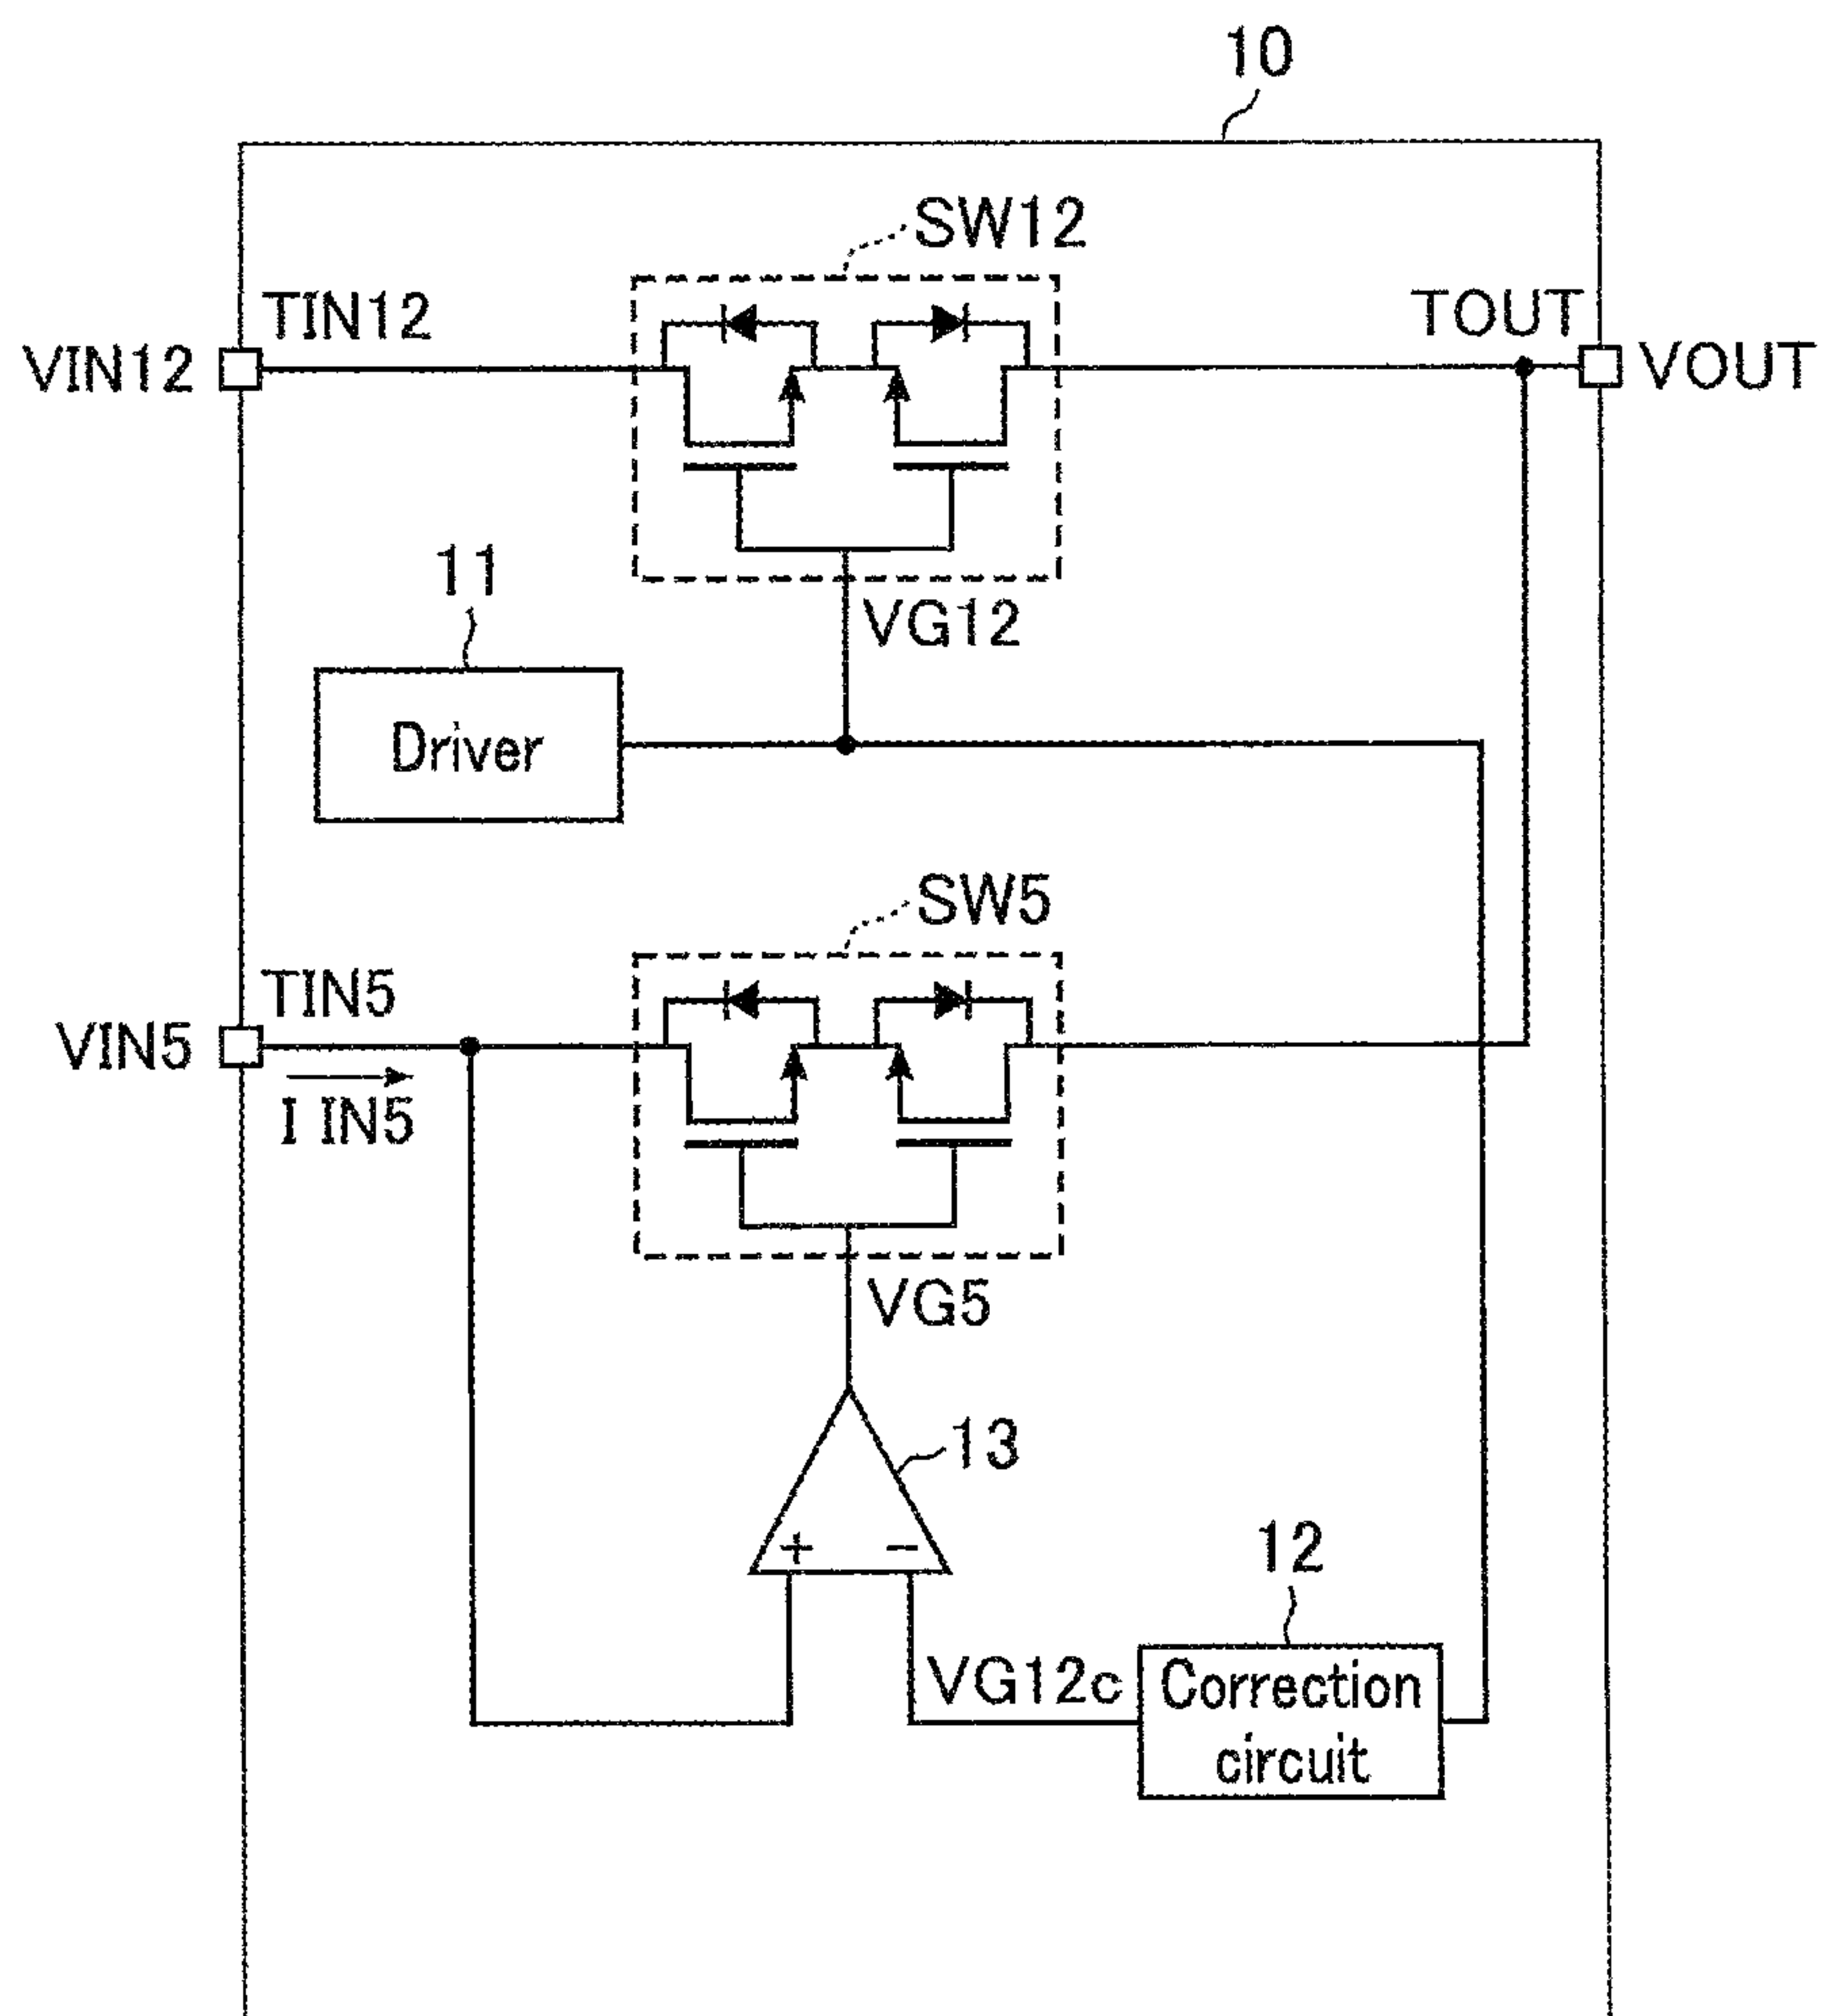 10
SW12
TIN12
TOUT
VIN12
VOUT
11
VG12
Driver
SW5
TIN5
VIN5
I IN5
VG5
13
+ −
12
VG12c
Correction
circuit